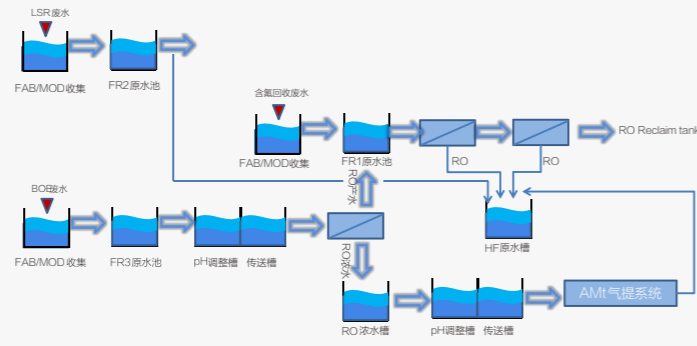 LSR废水
FAB/MOD收集
FR2原水池
含氟回收废水
FAB/MOD收集
FR1原水池
RO
RO
RO Reclaim tank
RO产水
BOE废水
FAB/MOD收集
FR3原水池
pH调整槽
传送槽
RO浓水
HF原水槽
RO浓水槽
pH调整槽
传送槽
AMt气提系统